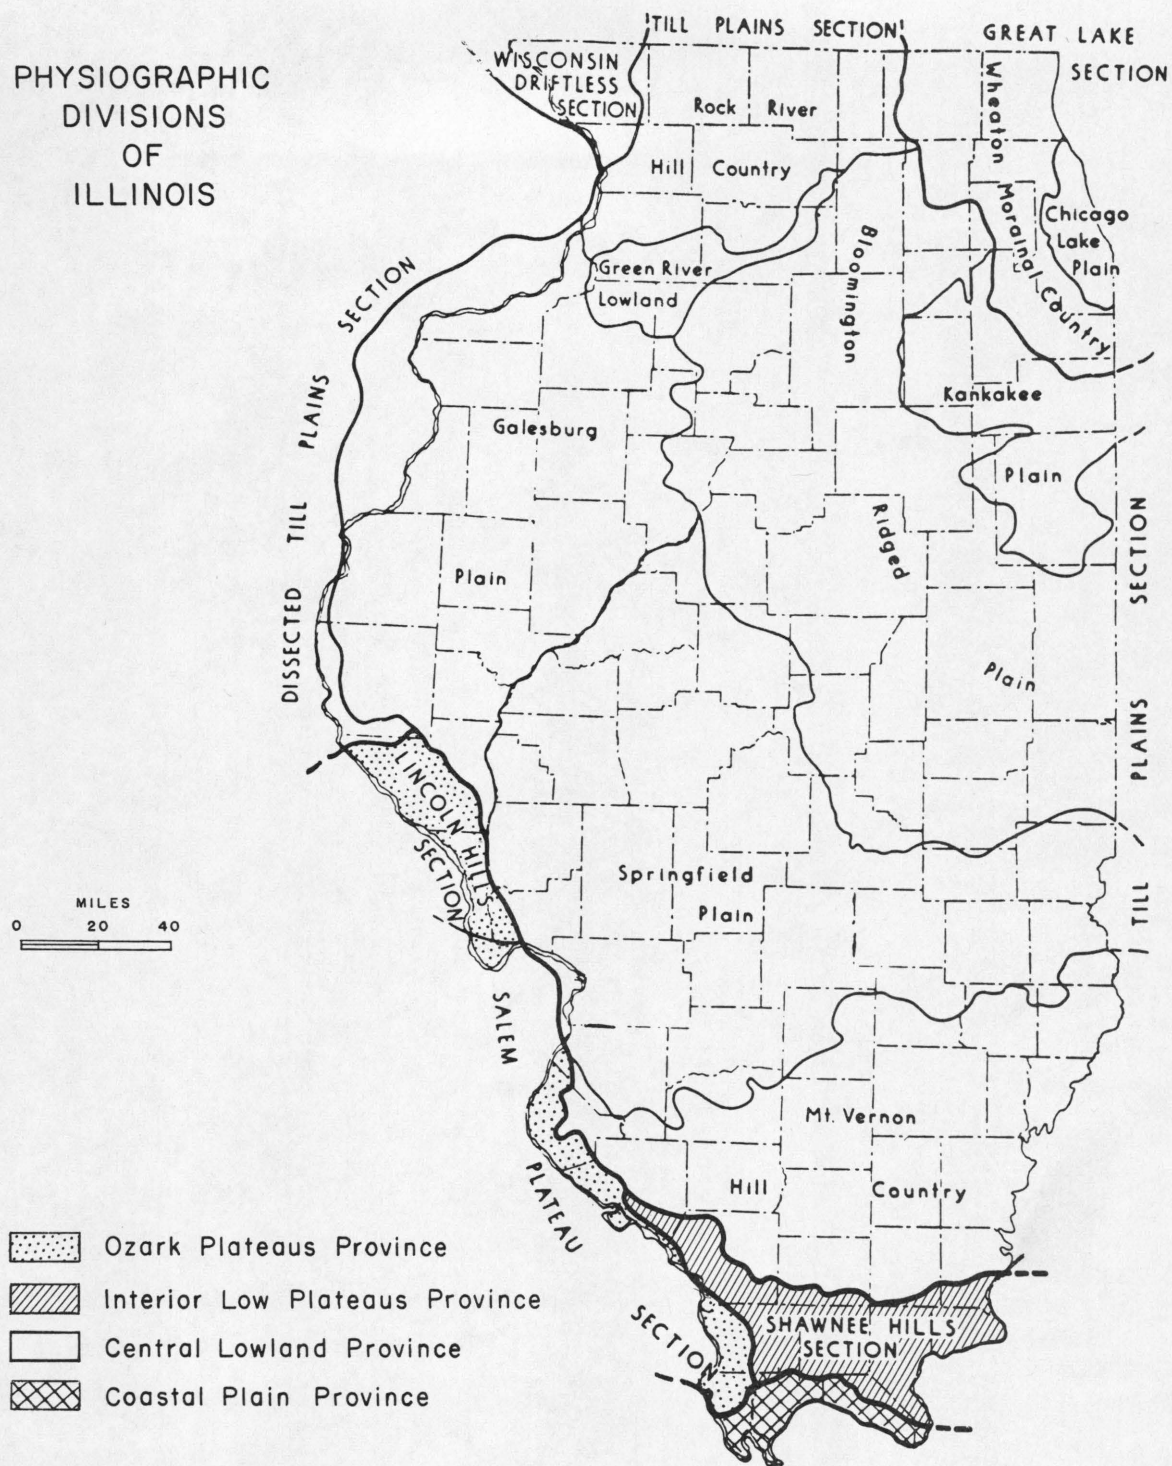 PHYSIOGRAPHIC
DIVISIONS
OF
ILLINOIS
TILL PLAINS SECTION
GREAT LAKE
SECTION
WISCONSIN
DRIFTLESS
SECTION
Rock River
Hill Country
Wheaton
Morainal Country
Chicago
Lake
Plain
Green River
Lowland
Bloomington
Ridged
Plain
Kankakee
Plain
Galesburg
Plain
DISSECTED TILL PLAINS SECTION
TILL PLAINS SECTION
LINCOLN HILLS
SECTION
Springfield
Plain
MILES
0 20 40
SALEM
PLATEAU
SECTION
Mt. Vernon
Hill Country
SHAWNEE HILLS
SECTION
Ozark Plateaus Province
Interior Low Plateaus Province
Central Lowland Province
Coastal Plain Province